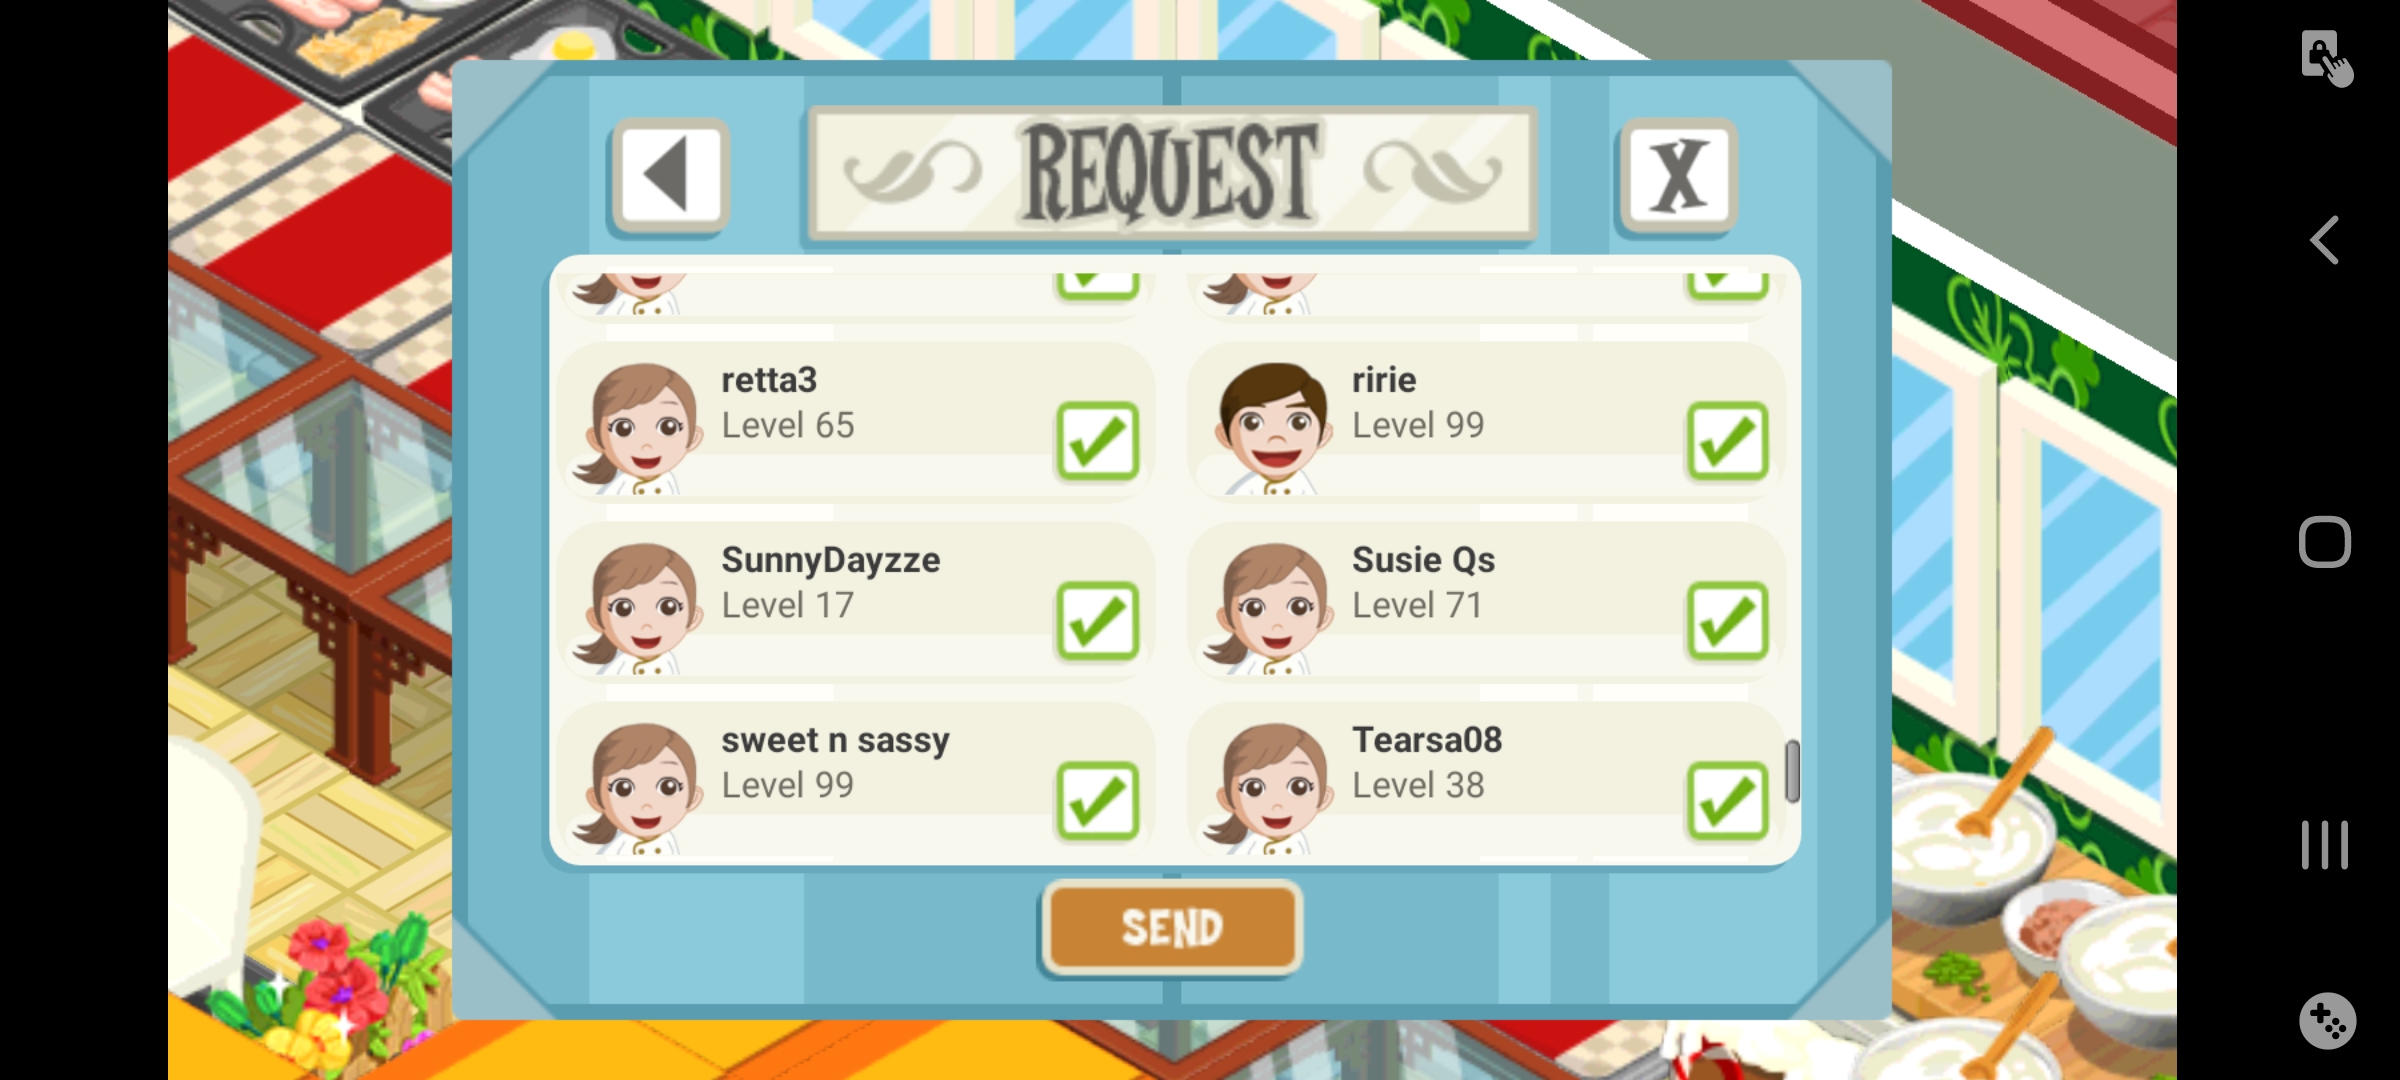 REQUEST
X
retta3
Level 65
ririe
Level 99
SunnyDayzze
Level 17
Susie Qs
Level 71
sweet n sassy
Level 99
Tearsa08
Level 38
SEND